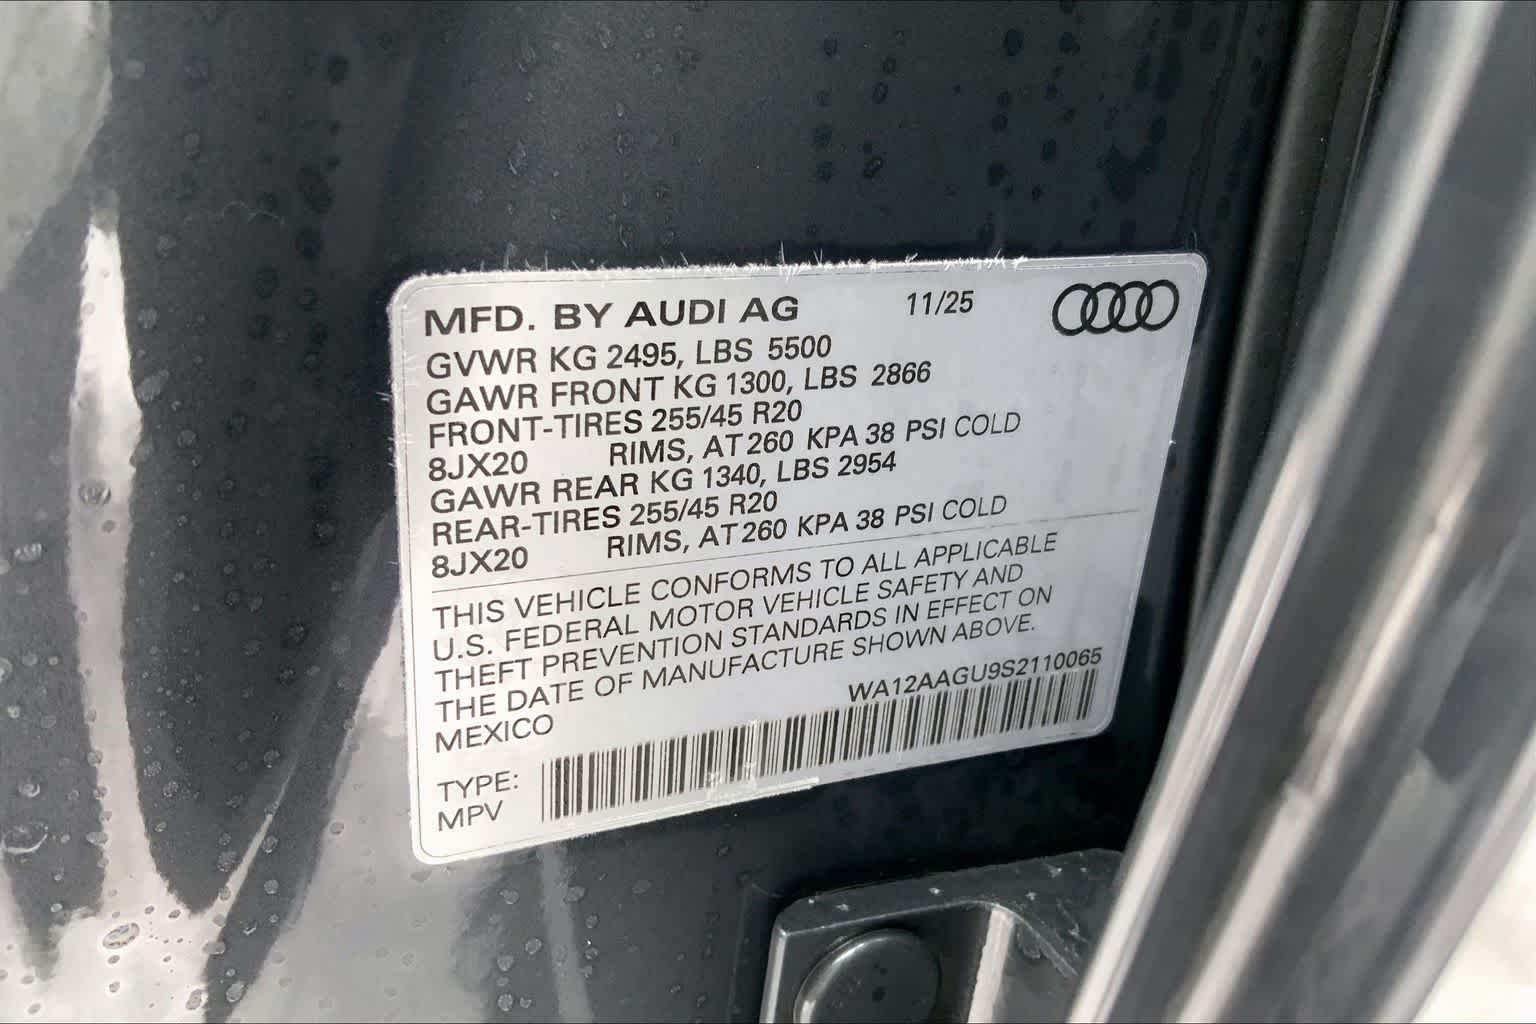 MFD. BY AUDI AG 11/25
GVWR KG 2495, LBS 5500
GAWR FRONT KG 1300, LBS 2866
FRONT-TIRES 255/45 R20
8JX20 RIMS, AT 260 KPA 38 PSI COLD
GAWR REAR KG 1340, LBS 2954
REAR-TIRES 255/45 R20
8JX20 RIMS, AT 260 KPA 38 PSI COLD
THIS VEHICLE CONFORMS TO ALL APPLICABLE
U.S. FEDERAL MOTOR VEHICLE SAFETY AND
THEFT PREVENTION STANDARDS IN EFFECT ON
THE DATE OF MANUFACTURE SHOWN ABOVE.
MEXICO WA12AAGU9S2110065
TYPE:
MPV